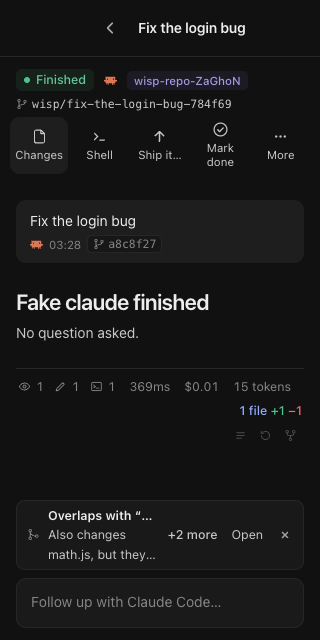 Fix the login bug
Finished wisp-repo-ZaGhoN
wisp/fix-the-login-bug-784f69
Changes Shell Ship it... Mark done More
Fix the login bug
03:28 a8c8f27
Fake claude finished
No question asked.
1 1 1 369ms $0.01 15 tokens
1 file +1 −1
Overlaps with “...
Also changes
math.js, but they...
+2 more Open ×
Follow up with Claude Code...